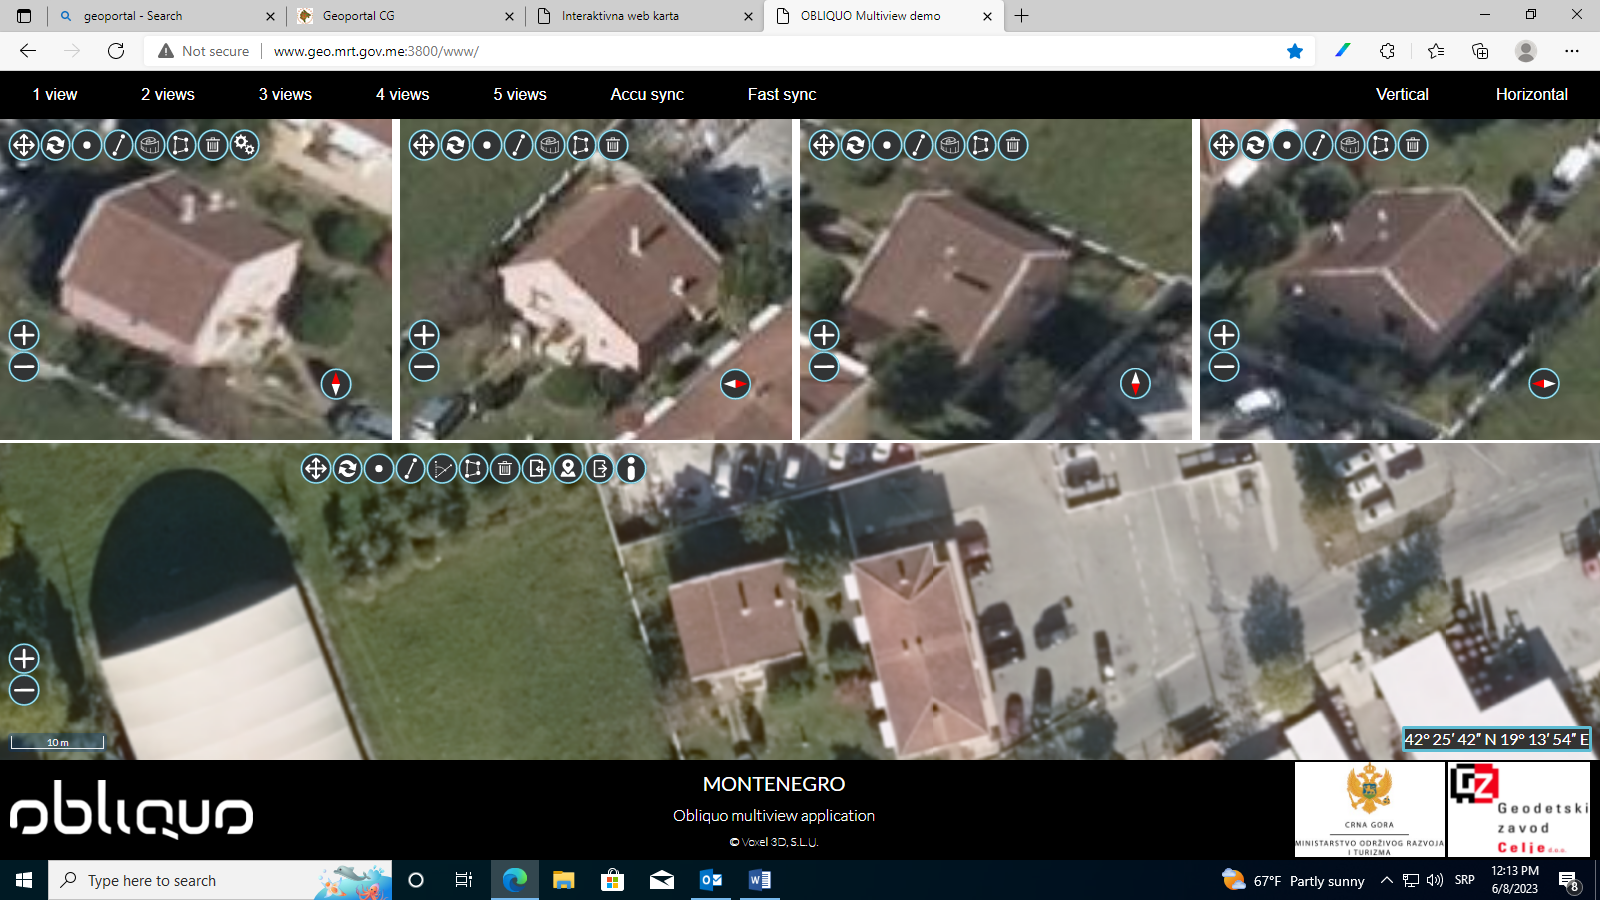 geoportal - Search
Geoportal CG
Interaktivna web karta
OBLIQUO Multiview demo
Not secure
www.geo.mrt.gov.me:3800/www/
1 view
2 views
3 views
4 views
5 views
Accu sync
Fast sync
Vertical
Horizontal
10 m
42° 25′ 42″ N 19° 13′ 54″ E
obliquo
MONTENEGRO
Obliquo multiview application
© Voxel 3D, S.L.U.
CRNA GORA
MINISTARSTVO ODRŽIVOG RAZVOJA
I TURIZMA
GZ
Geodetski
zavod
Celje d.o.o.
Type here to search
67°F Partly sunny
SRP
12:13 PM
6/8/2023
8